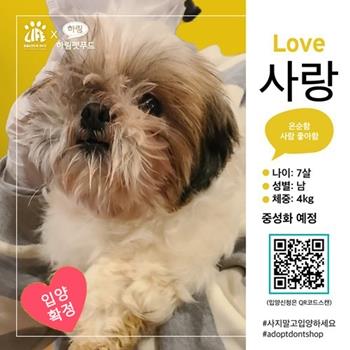 LIFE
X
하림
하림펫푸드
Love
사랑
온순함
사람 좋아함
나이: 7살
성별: 남
체중: 4kg
중성화 예정
(입양신청은 QR코드스캔)
#사지말고입양하세요
#adoptdontshop
입양
확정